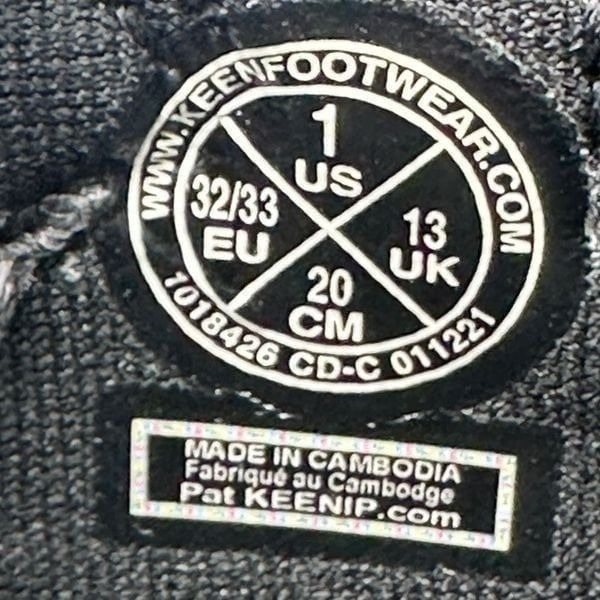 WWW.KEENFOOTWEAR.COM
1
US
32/33
EU
13
UK
20
CM
1018426 CD-C 011221
MADE IN CAMBODIA
Fabriqué au Cambodge
Pat KEENIP.com